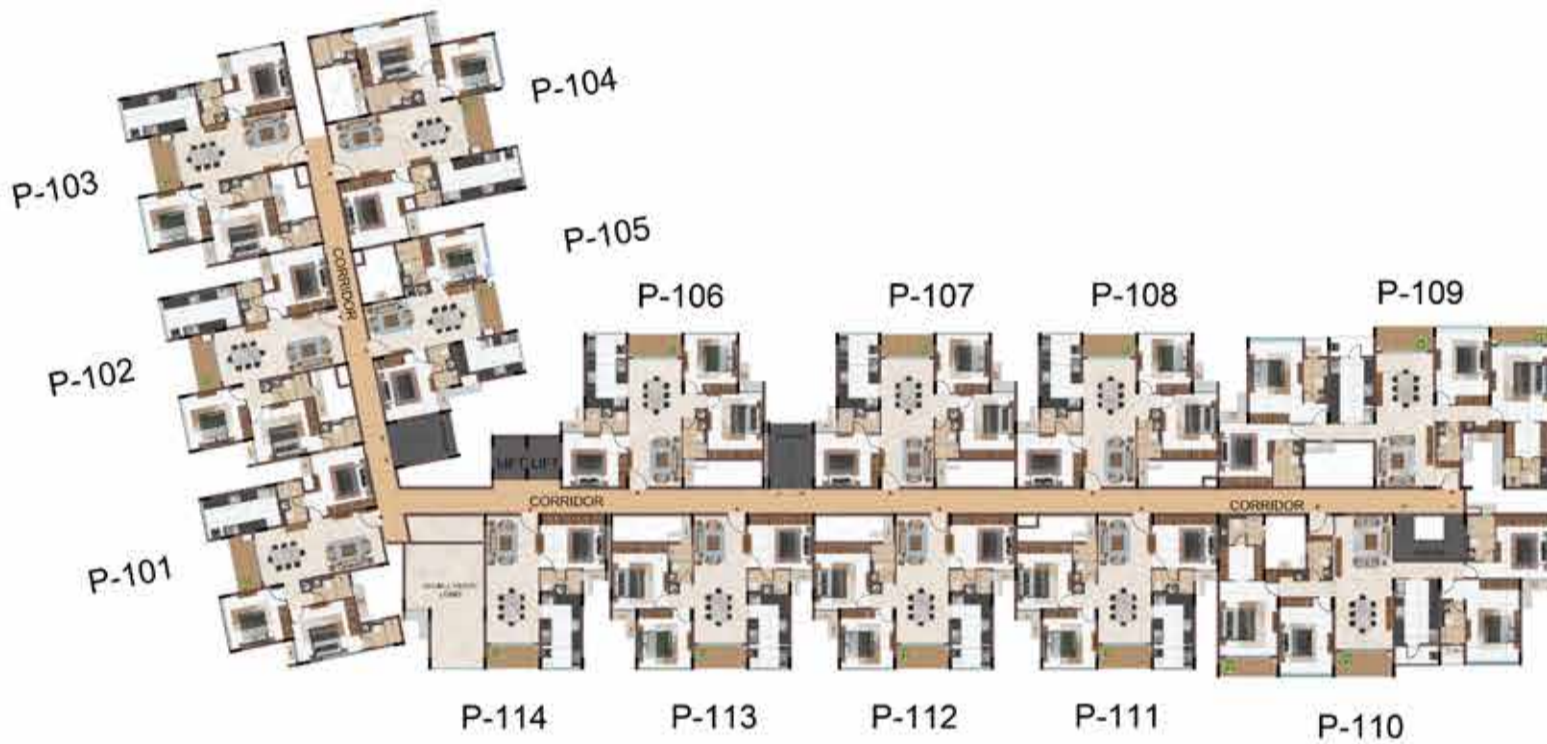 P-104
P-103
P-105
CORRIDOR
P-106
P-107
P-108
P-109
P-102
LIFT
LIFT
CORRIDOR
CORRIDOR
P-101
P-114
P-113
P-112
P-111
P-110